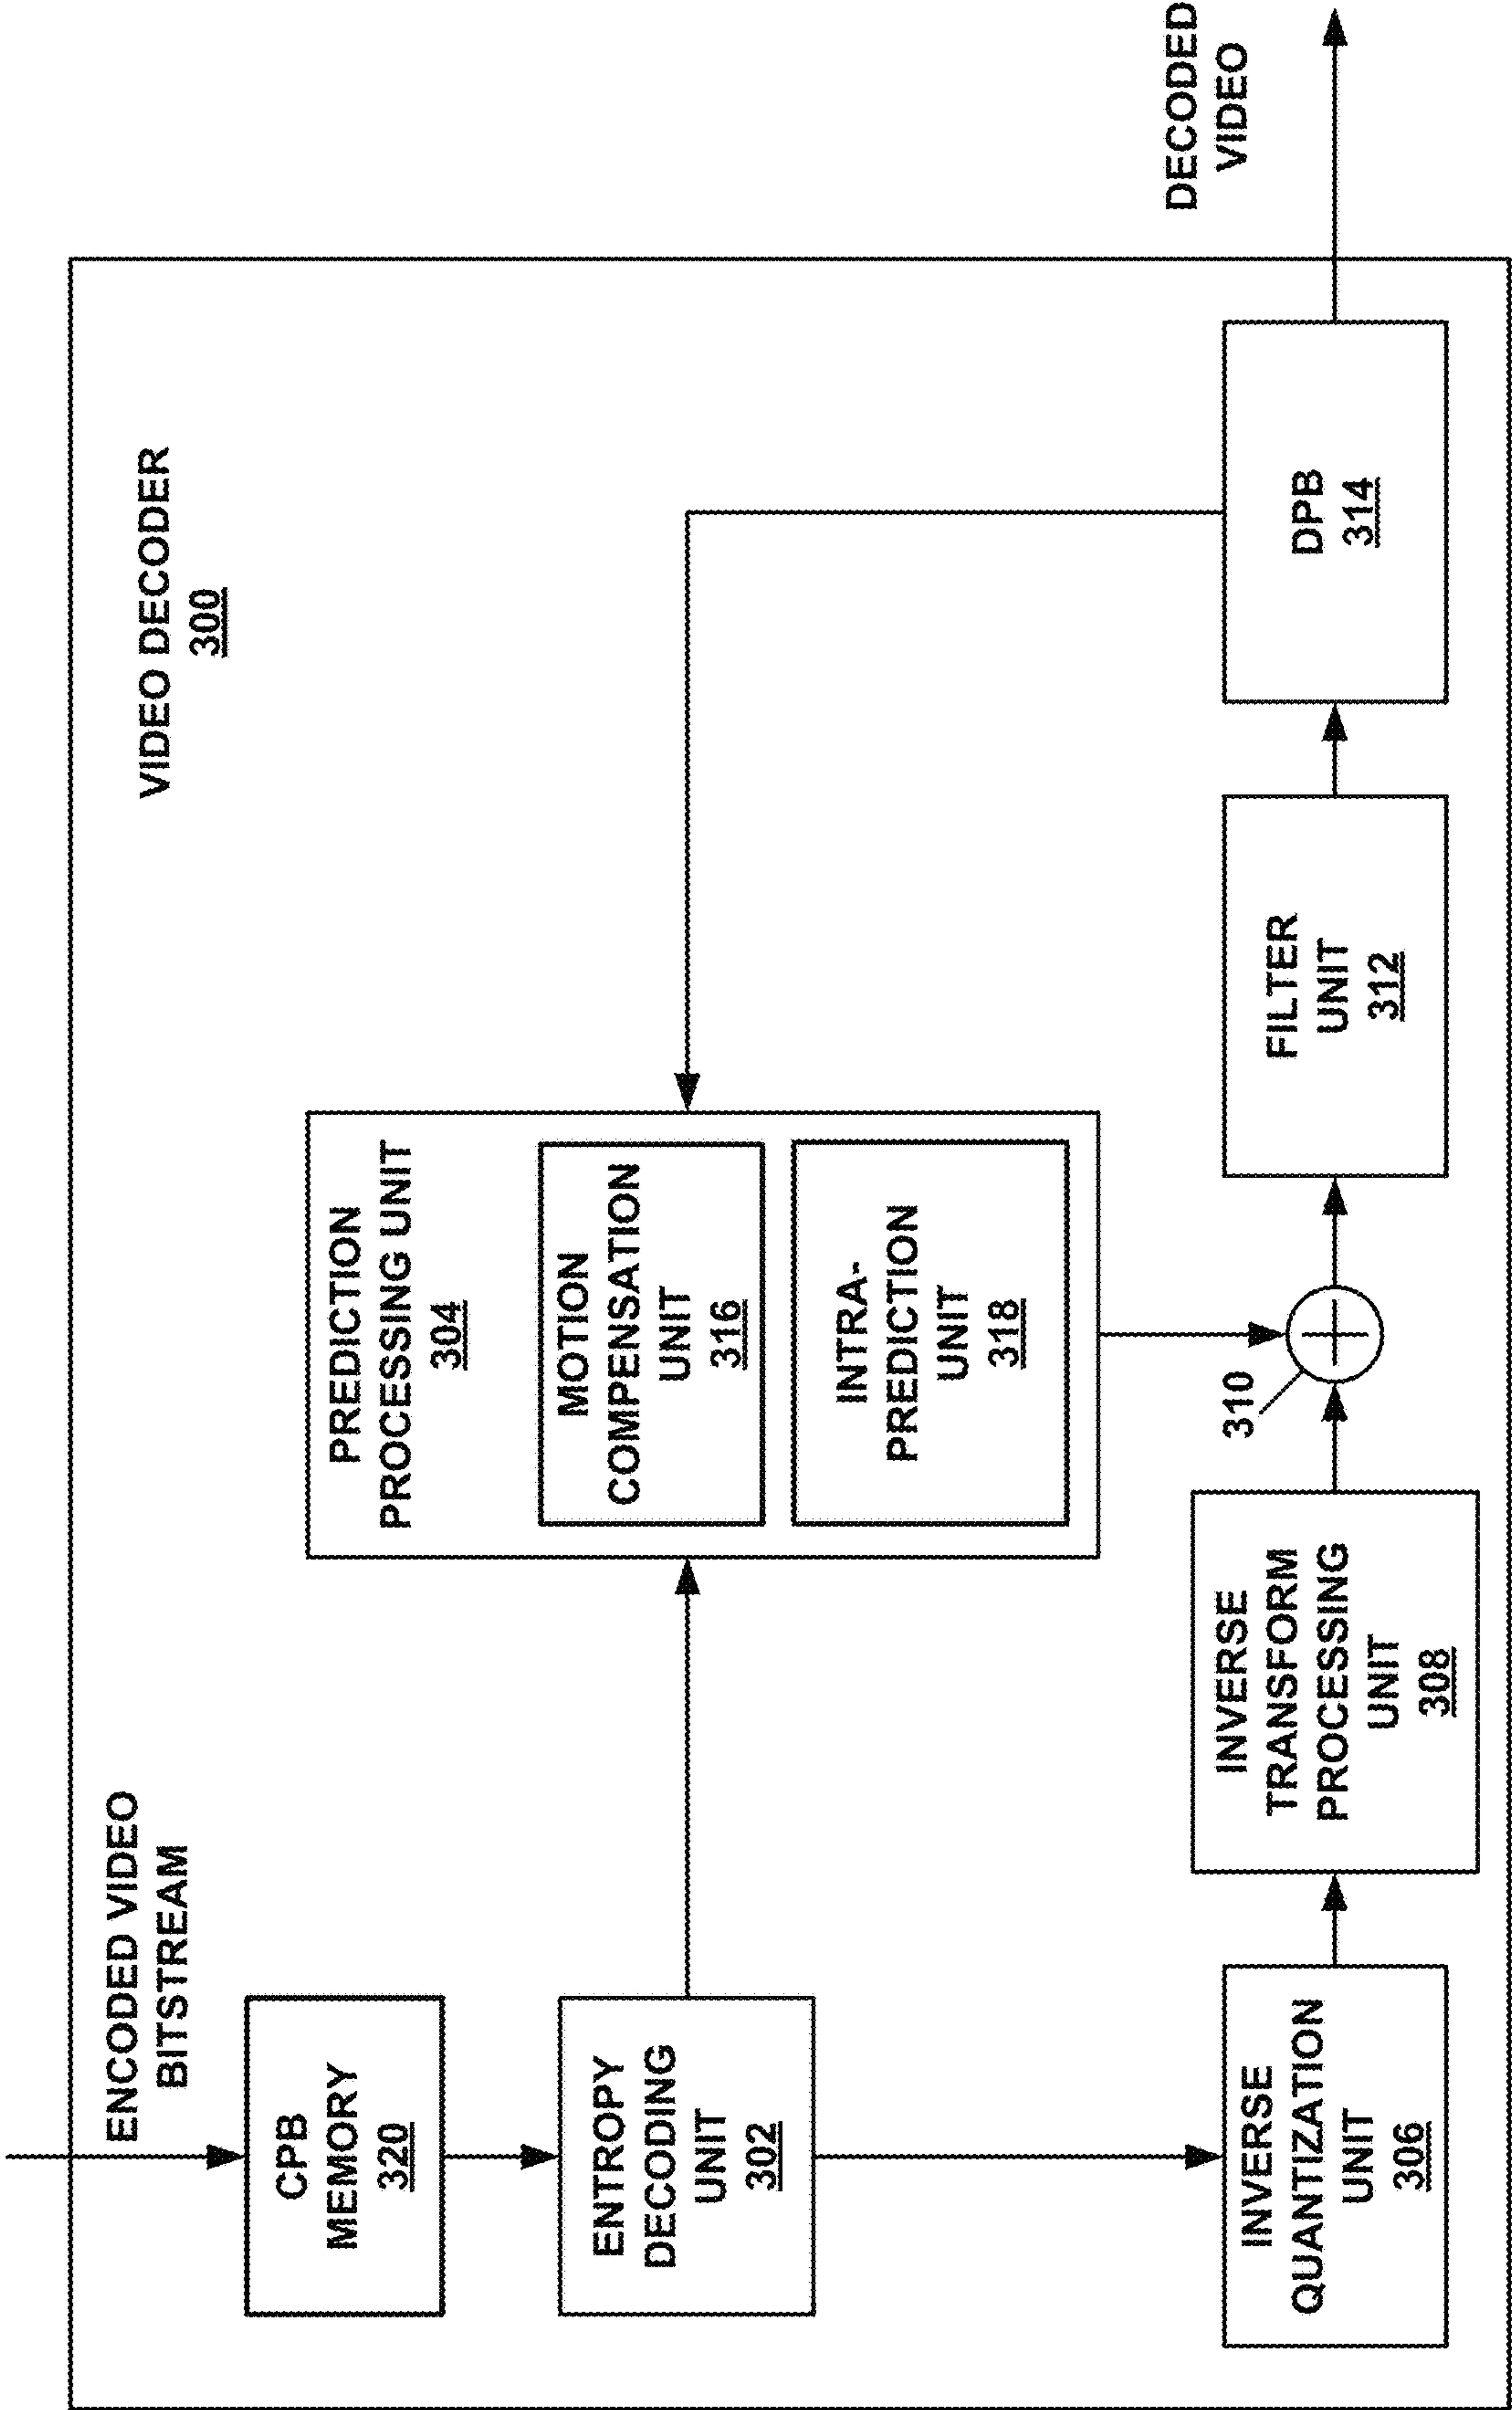 VIDEO DECODER
300
ENCODED VIDEO
BITSTREAM
CPB
MEMORY
320
ENTROPY
DECODING
UNIT
302
PREDICTION
PROCESSING UNIT
304
MOTION
COMPENSATION
UNIT
316
INTRA-
PREDICTION
UNIT
318
INVERSE
QUANTIZATION
UNIT
306
INVERSE
TRANSFORM
PROCESSING
UNIT
308
310
FILTER
UNIT
312
DPB
314
DECODED
VIDEO